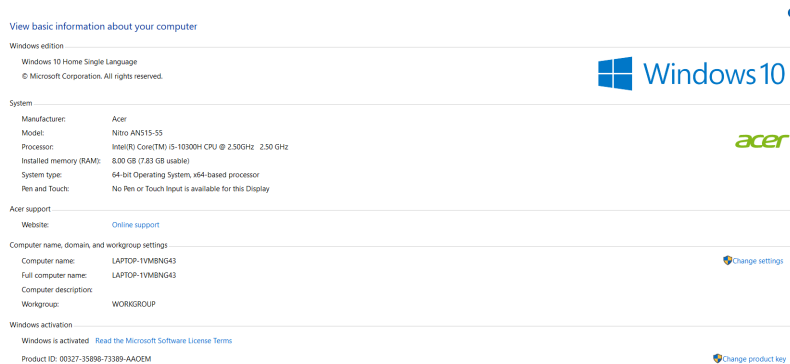 View basic information about your computer
Windows edition
Windows 10 Home Single Language
© Microsoft Corporation. All rights reserved.
Windows 10
System
Manufacturer: Acer
Model: Nitro AN515-55
Processor: Intel(R) Core(TM) i5-10300H CPU @ 2.50GHz 2.50 GHz
Installed memory (RAM): 8.00 GB (7.83 GB usable)
System type: 64-bit Operating System, x64-based processor
Pen and Touch: No Pen or Touch Input is available for this Display
acer
Acer support
Website: Online support
Computer name, domain, and workgroup settings
Computer name: LAPTOP-1VMBNG43 Change settings
Full computer name: LAPTOP-1VMBNG43
Computer description:
Workgroup: WORKGROUP
Windows activation
Windows is activated Read the Microsoft Software License Terms
Product ID: 00327-35898-73389-AAOEM Change product key